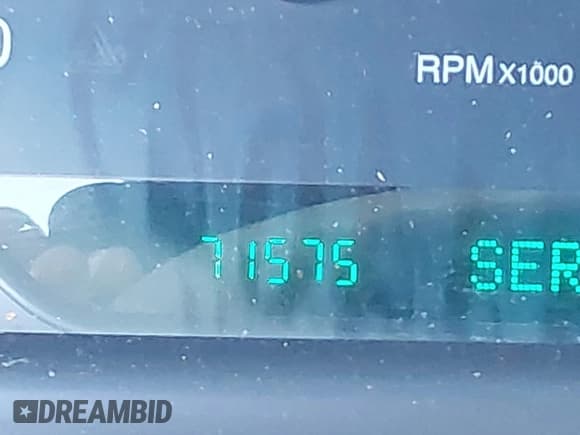 RPM X1000
71575 SER
DREAMBID